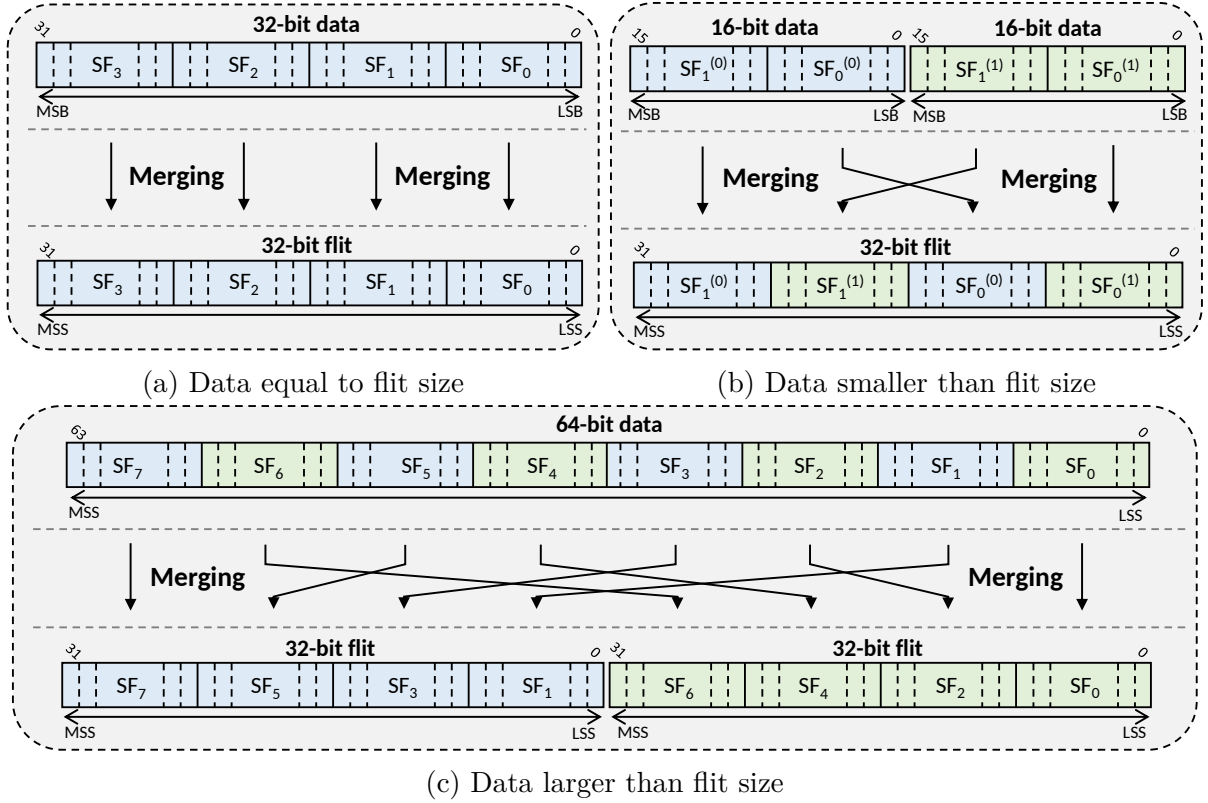 32-bit data
31 0
SF₃ SF₂ SF₁ SF₀
MSB LSB
Merging Merging
32-bit flit
31 0
SF₃ SF₂ SF₁ SF₀
MSS LSS
(a) Data equal to flit size
16-bit data 16-bit data
15 0 15 0
SF₁⁽⁰⁾ SF₀⁽⁰⁾ SF₁⁽¹⁾ SF₀⁽¹⁾
MSB LSB MSB LSB
Merging Merging
32-bit flit
31 0
SF₁⁽⁰⁾ SF₁⁽¹⁾ SF₀⁽⁰⁾ SF₀⁽¹⁾
MSS LSS
(b) Data smaller than flit size
64-bit data
63 0
SF₇ SF₆ SF₅ SF₄ SF₃ SF₂ SF₁ SF₀
MSS LSS
Merging Merging
32-bit flit 32-bit flit
31 0 31 0
SF₇ SF₅ SF₃ SF₁ SF₆ SF₄ SF₂ SF₀
MSS LSS MSS LSS
(c) Data larger than flit size